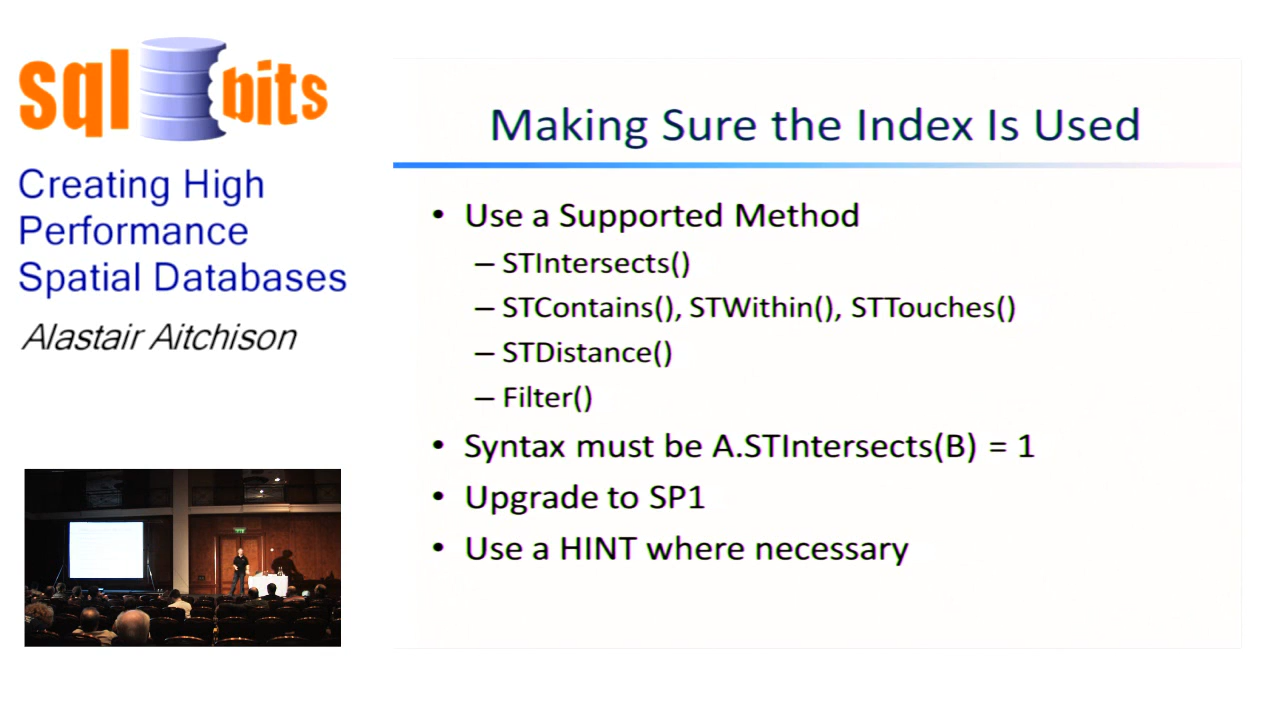 sql bits
Creating High
Performance
Spatial Databases
Alastair Aitchison
Making Sure the Index Is Used
• Use a Supported Method
– STIntersects()
– STContains(), STWithin(), STTouches()
– STDistance()
– Filter()
• Syntax must be A.STIntersects(B) = 1
• Upgrade to SP1
• Use a HINT where necessary